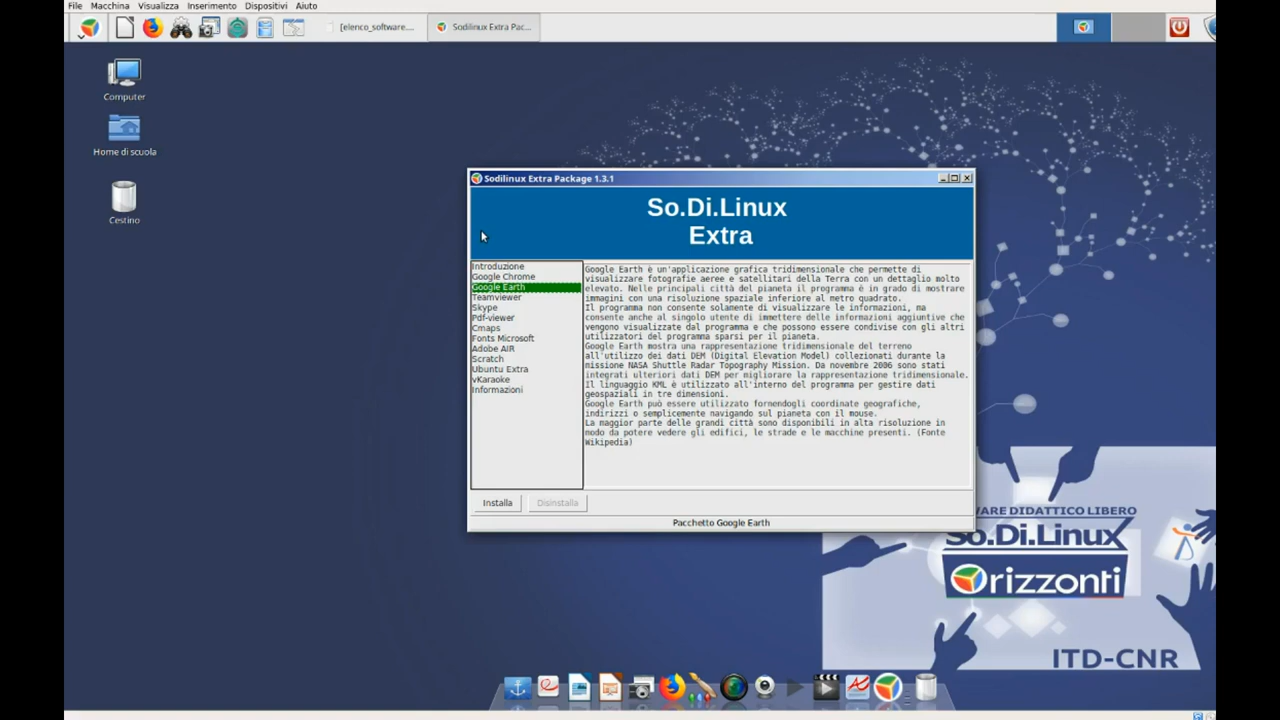 File Macchina Visualizza Inserimento Dispositivi Aiuto
[elenco_software...
Sodilinux Extra Pac...
Computer
Home di scuola
Cestino
Sodilinux Extra Package 1.3.1
So.Di.Linux
Extra
Introduzione
Google Chrome
Google Earth
Teamviewer
Skype
Pdf-viewer
Cmaps
Fonts Microsoft
Adobe AIR
Scratch
Ubuntu Extra
vKaraoke
Informazioni
Google Earth è un'applicazione grafica tridimensionale che permette di
visualizzare fotografie aeree e satellitari della Terra con un dettaglio molto
elevato. Nelle principali città del pianeta il programma è in grado di mostrare
immagini con una risoluzione spaziale inferiore al metro quadrato.
Il programma non consente solamente di visualizzare le informazioni, ma
consente anche al singolo utente di immettere delle informazioni aggiuntive che
vengono visualizzate dal programma e che possono essere condivise con gli altri
utilizzatori del programma sparsi per il pianeta.
Google Earth mostra una rappresentazione tridimensionale del terreno
all'utilizzo dei dati DEM (Digital Elevation Model) collezionati durante la
missione NASA Shuttle Radar Topography Mission. Da novembre 2006 sono stati
integrati ulteriori dati DEM per migliorare la rappresentazione tridimensionale.
Il linguaggio KML è utilizzato all'interno del programma per gestire dati
geospaziali in tre dimensioni.
Google Earth può essere utilizzato fornendogli coordinate geografiche,
indirizzi o semplicemente navigando sul pianeta con il mouse.
La maggior parte delle grandi città sono disponibili in alta risoluzione in
modo da potere vedere gli edifici, le strade e le macchine presenti. (Fonte
Wikipedia)
Installa
Disinstalla
Pacchetto Google Earth
WARE DIDATTICO LIBERO
So.Di.Linux
Orizzonti
ITD-CNR